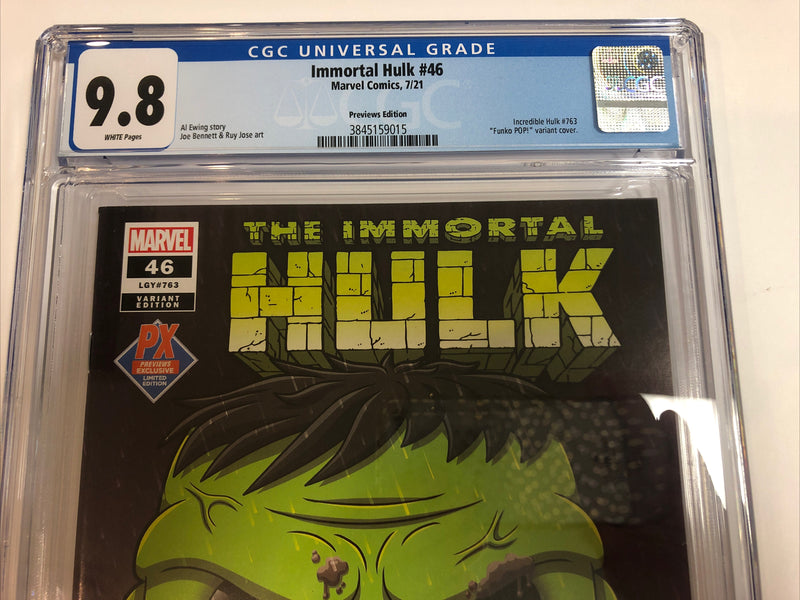 CGC UNIVERSAL GRADE
9.8
WHITE Pages
Immortal Hulk #46
Marvel Comics, 7/21
Previews Edition
3845159015
Al Ewing story
Joe Bennett & Ruy Jose art
Incredible Hulk #763
"Funko POP!" variant cover.
CGC
CGC
MARVEL
46
LGY#763
VARIANT
EDITION
PX
PREVIEWS
EXCLUSIVE
LIMITED
EDITION
THE IMMORTAL
HULK